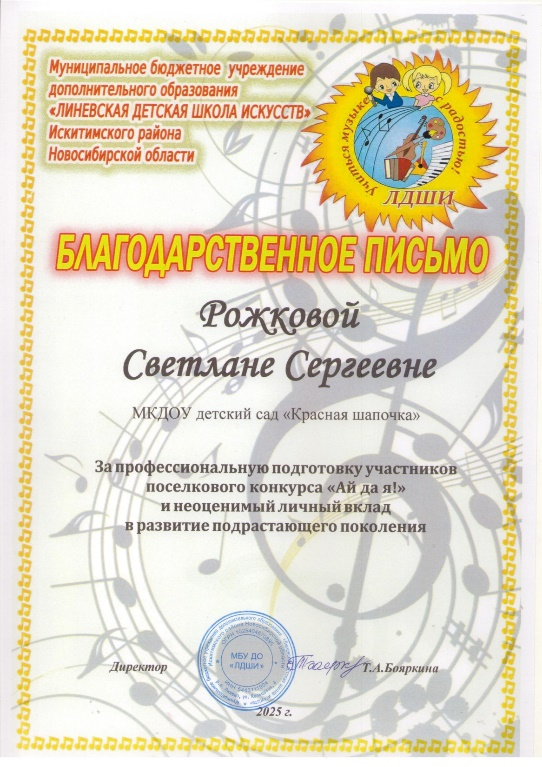 Муниципальное бюджетное учреждение
дополнительного образования
«ЛИНЕВСКАЯ ДЕТСКАЯ ШКОЛА ИСКУССТВ»
Искитимского района
Новосибирской области
Учиться музыке с радостью!
ЛДШИ
БЛАГОДАРСТВЕННОЕ ПИСЬМО
Рожковой
Светлане Сергеевне
МКДОУ детский сад «Красная шапочка»
За профессиональную подготовку участников
поселкового конкурса «Ай да я!»
и неоценимый личный вклад
в развитие подрастающего поколения
Директор
МБУ ДО
«ЛДШИ»
Т.А.Бояркина
2025 г.